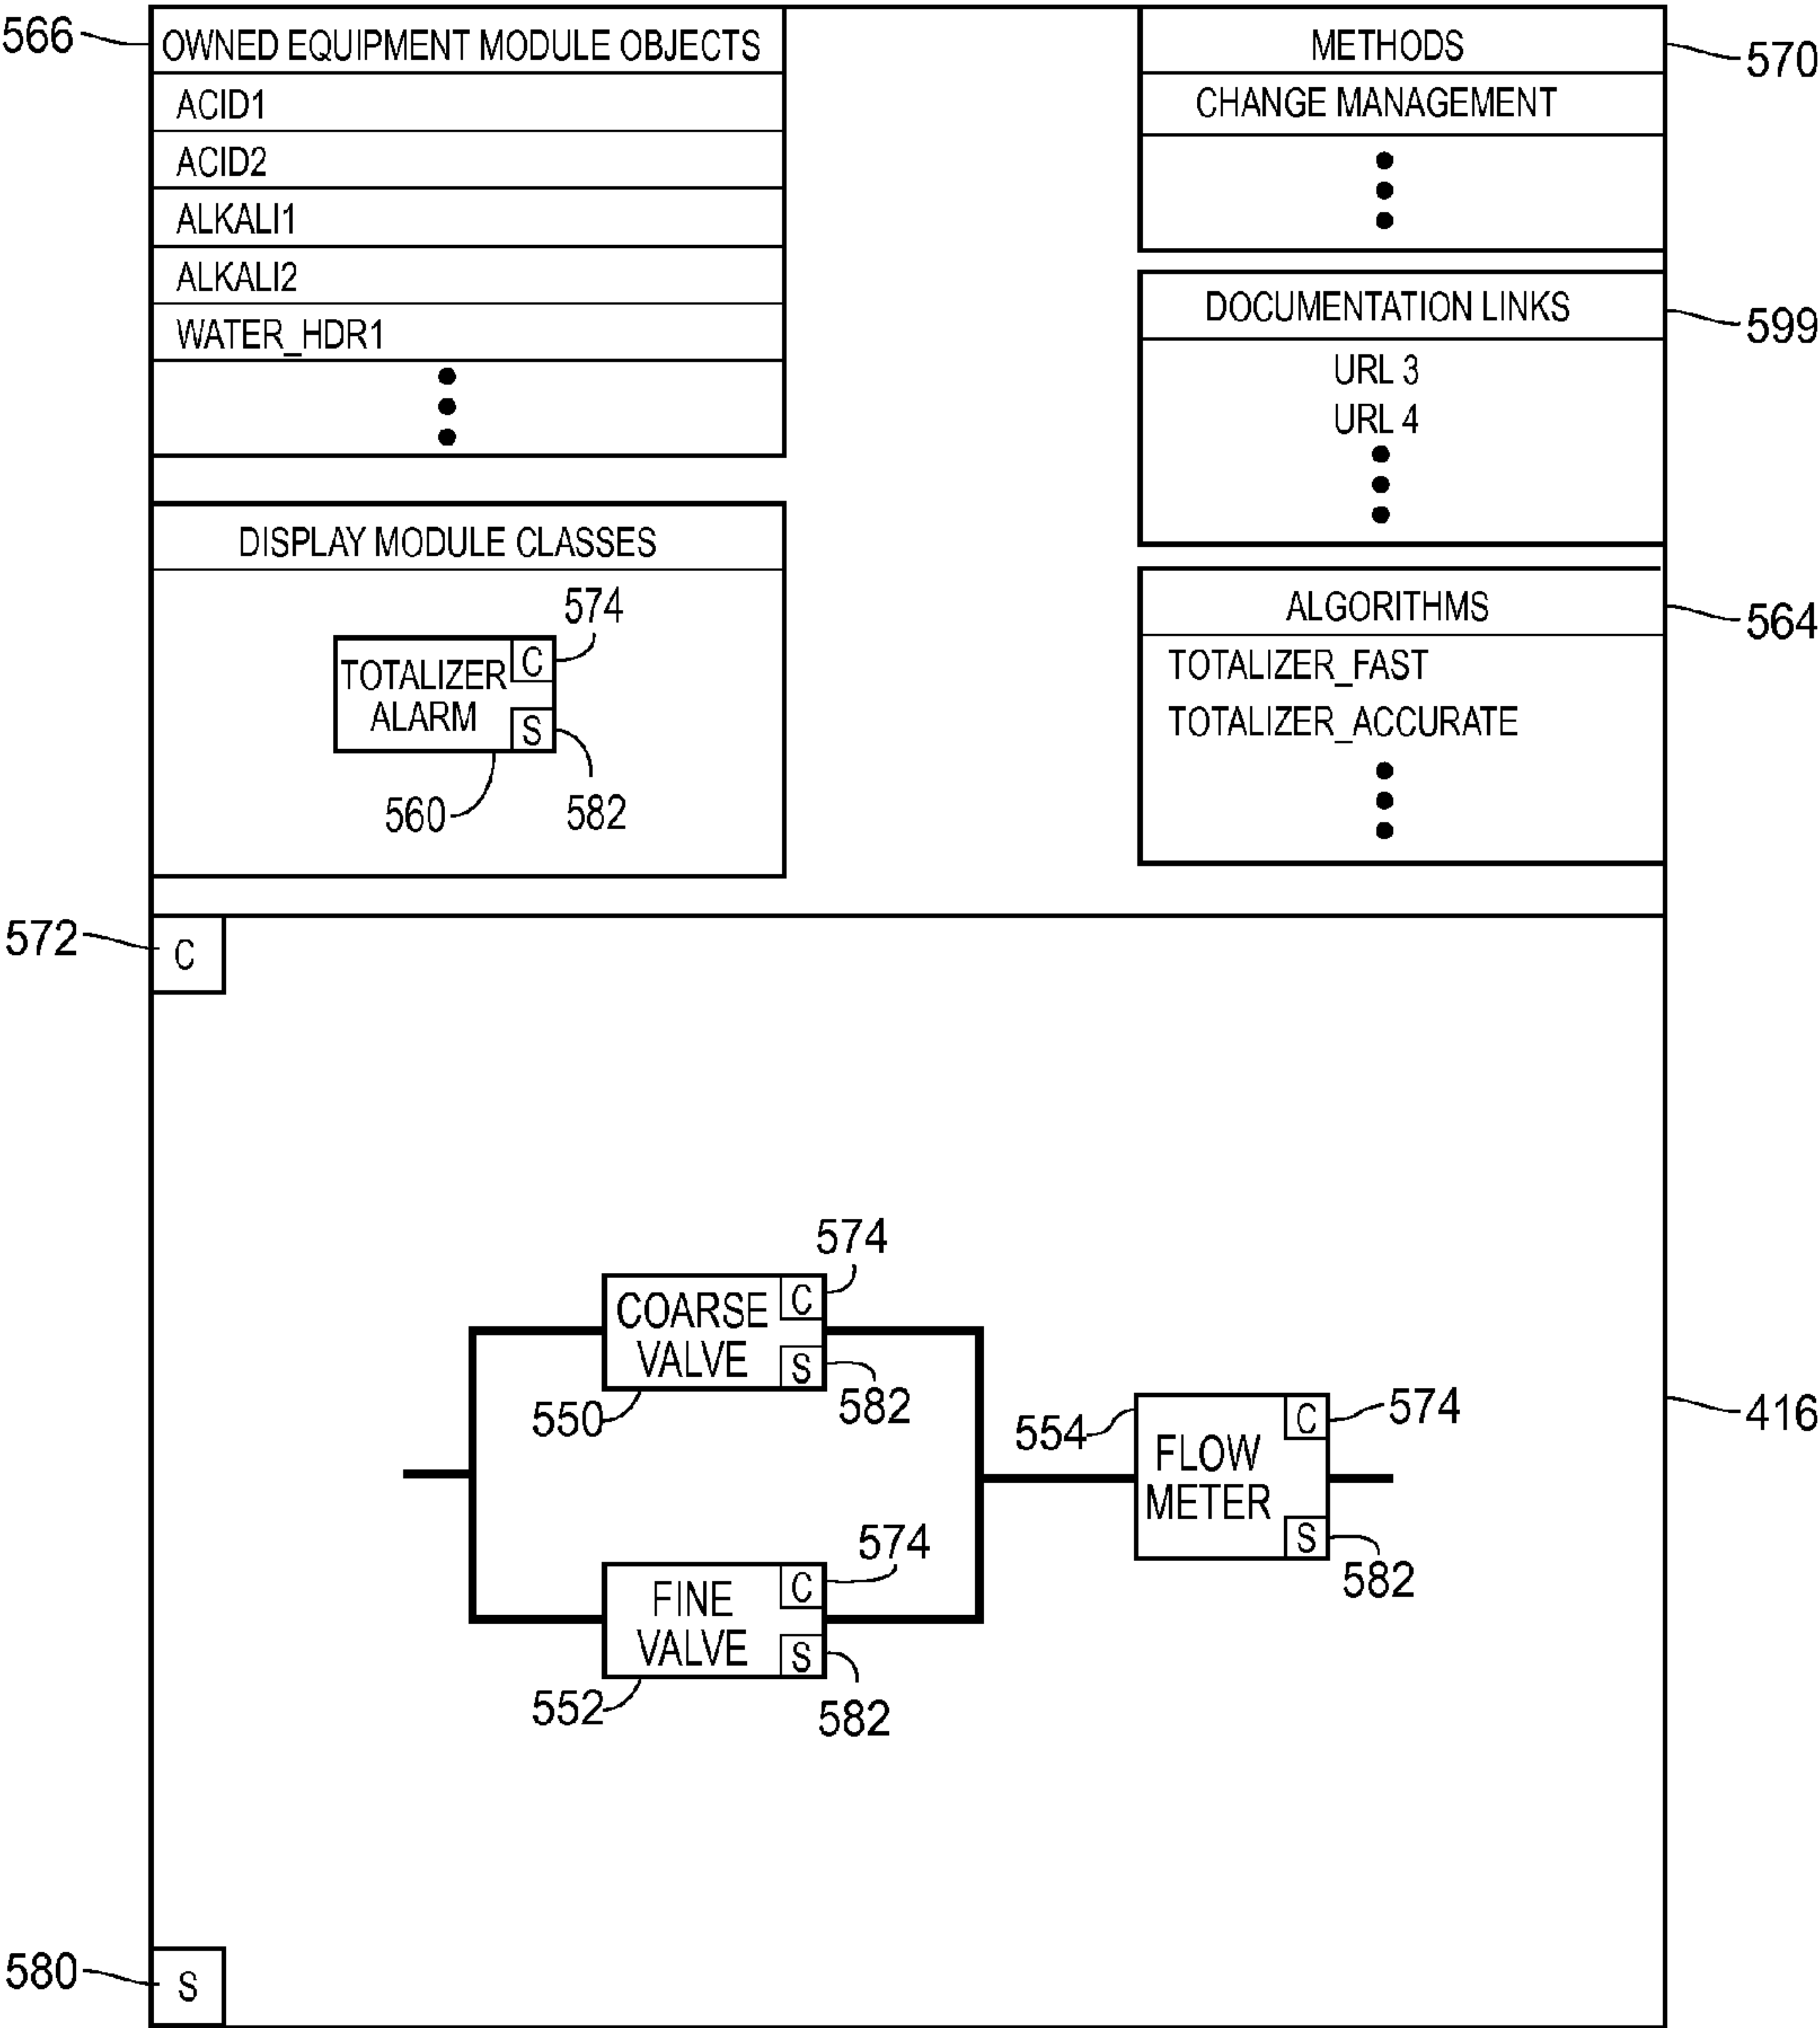 566
OWNED EQUIPMENT MODULE OBJECTS
ACID1
ACID2
ALKALI1
ALKALI2
WATER_HDR1
METHODS
570
CHANGE MANAGEMENT
DOCUMENTATION LINKS
599
URL 3
URL 4
DISPLAY MODULE CLASSES
574
TOTALIZER
ALARM
C
S
560
582
ALGORITHMS
564
TOTALIZER_FAST
TOTALIZER_ACCURATE
572
C
574
COARSE
VALVE
C
S
550
582
554
FLOW
METER
C
S
574
582
416
574
FINE
VALVE
C
S
552
582
580
S